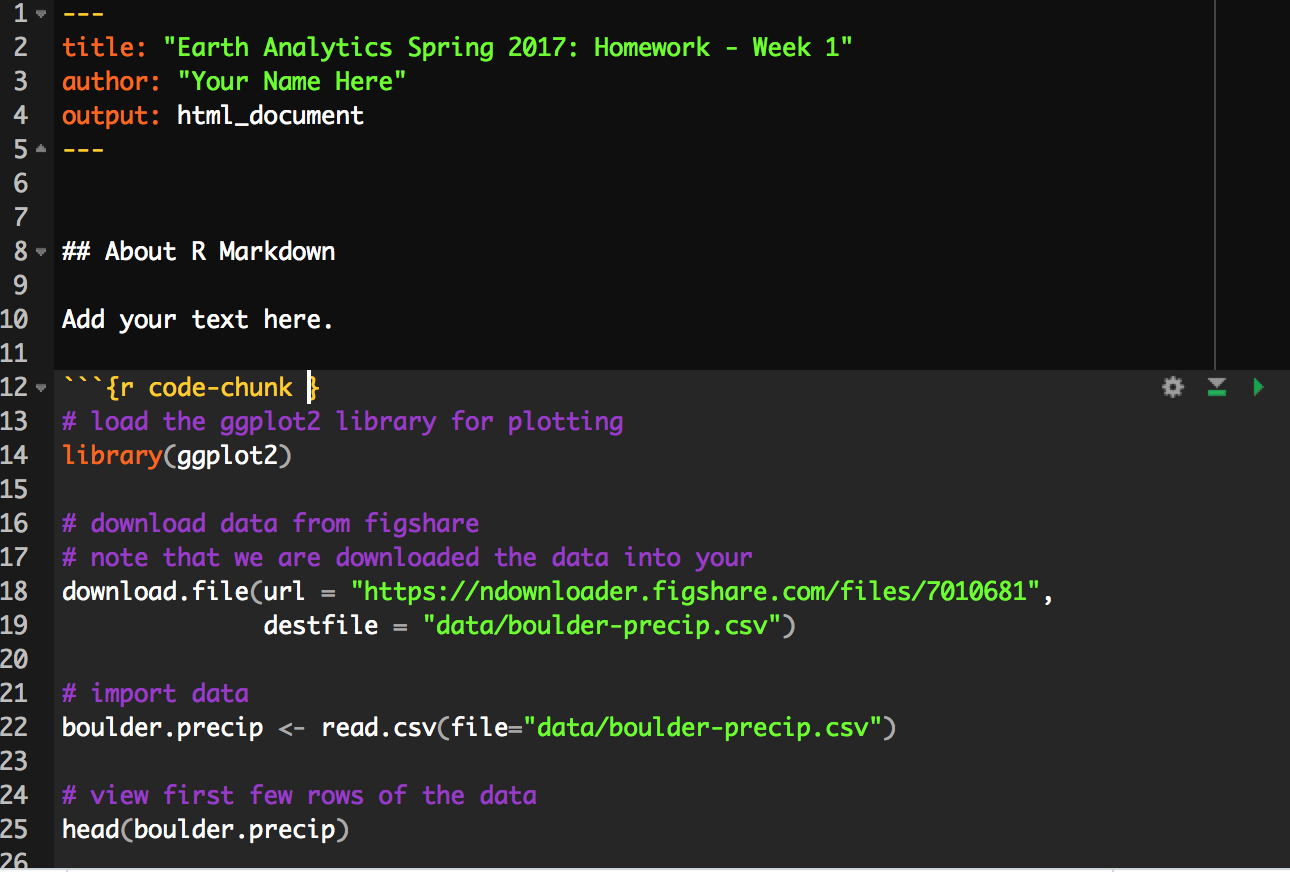 1 ---
2 title: "Earth Analytics Spring 2017: Homework - Week 1"
3 author: "Your Name Here"
4 output: html_document
5 ---
6
7
8 ## About R Markdown
9
10 Add your text here.
11
12 ```{r code-chunk }
13 # load the ggplot2 library for plotting
14 library(ggplot2)
15
16 # download data from figshare
17 # note that we are downloaded the data into your
18 download.file(url = "https://ndownloader.figshare.com/files/7010681",
19               destfile = "data/boulder-precip.csv")
20
21 # import data
22 boulder.precip <- read.csv(file="data/boulder-precip.csv")
23
24 # view first few rows of the data
25 head(boulder.precip)
26